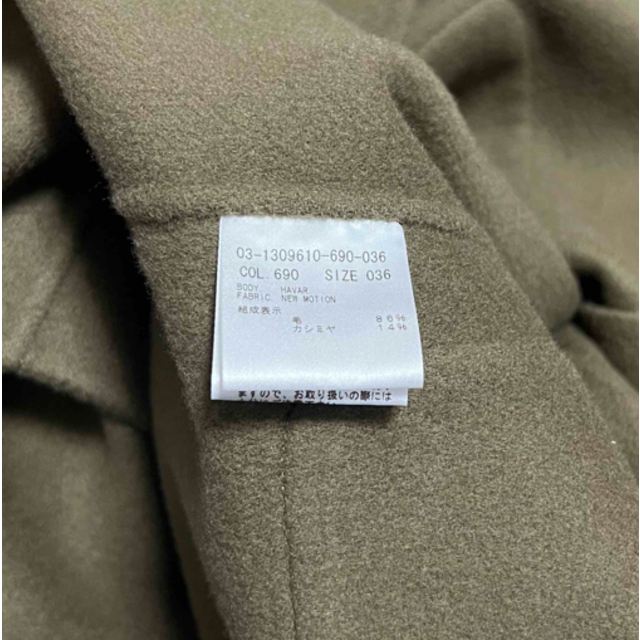 03-1309610-690-036
COL.690 SIZE 036
BODY. HAVAR
FABRIC. NEW MOTION
組成表示
毛 86%
カシミヤ 14%
ますので、お取り扱いの際には